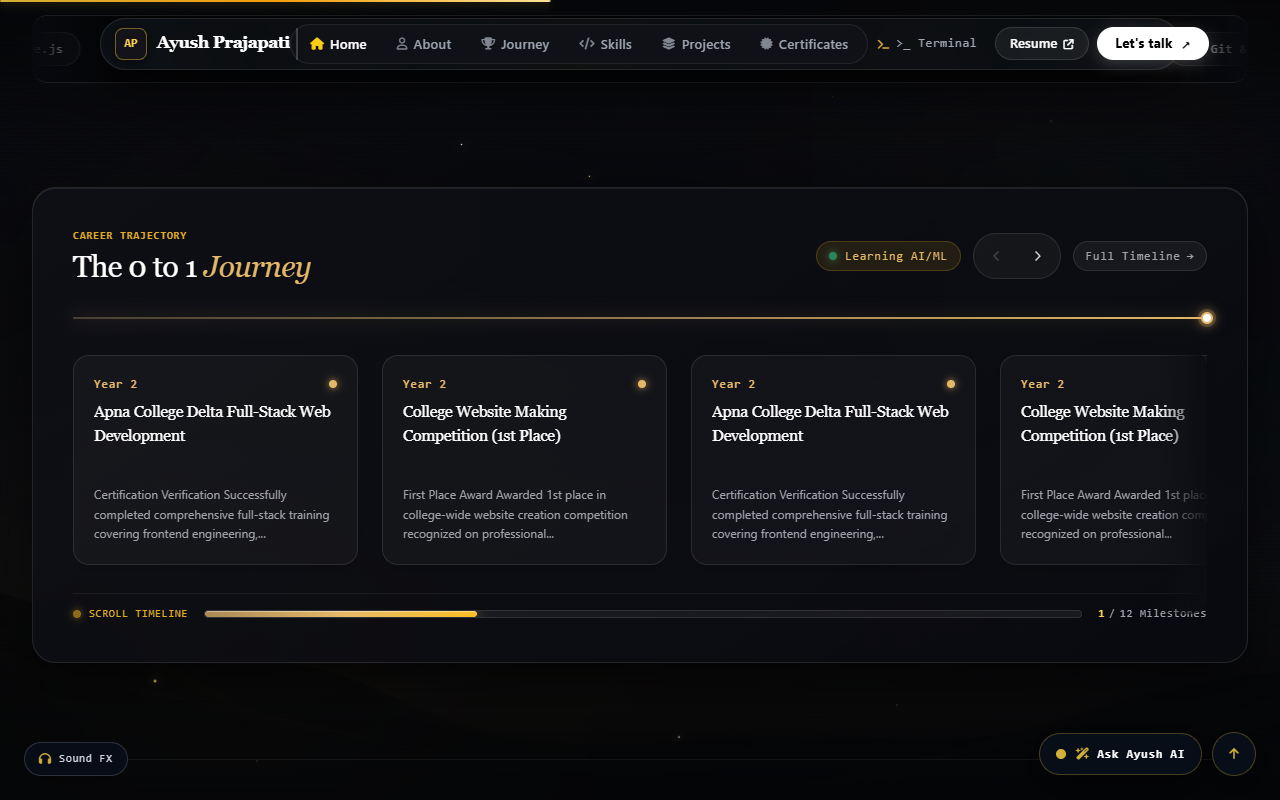 e.js
AP
Ayush Prajapati
Home
About
Journey
Skills
Projects
Certificates
>_ Terminal
Resume
Let's talk ↗
Git &
CAREER TRAJECTORY
The 0 to 1 Journey
Learning AI/ML
Full Timeline →
Year 2
Apna College Delta Full-Stack Web
Development
Certification Verification Successfully
completed comprehensive full-stack training
covering frontend engineering,...
Year 2
College Website Making
Competition (1st Place)
First Place Award Awarded 1st place in
college-wide website creation competition
recognized on professional...
Year 2
Apna College Delta Full-Stack Web
Development
Certification Verification Successfully
completed comprehensive full-stack training
covering frontend engineering,...
Year 2
College Website Making
Competition (1st Place)
First Place Award Awarded 1st plac
college-wide website creation com
recognized on professional...
SCROLL TIMELINE
1 / 12 Milestones
Sound FX
Ask Ayush AI